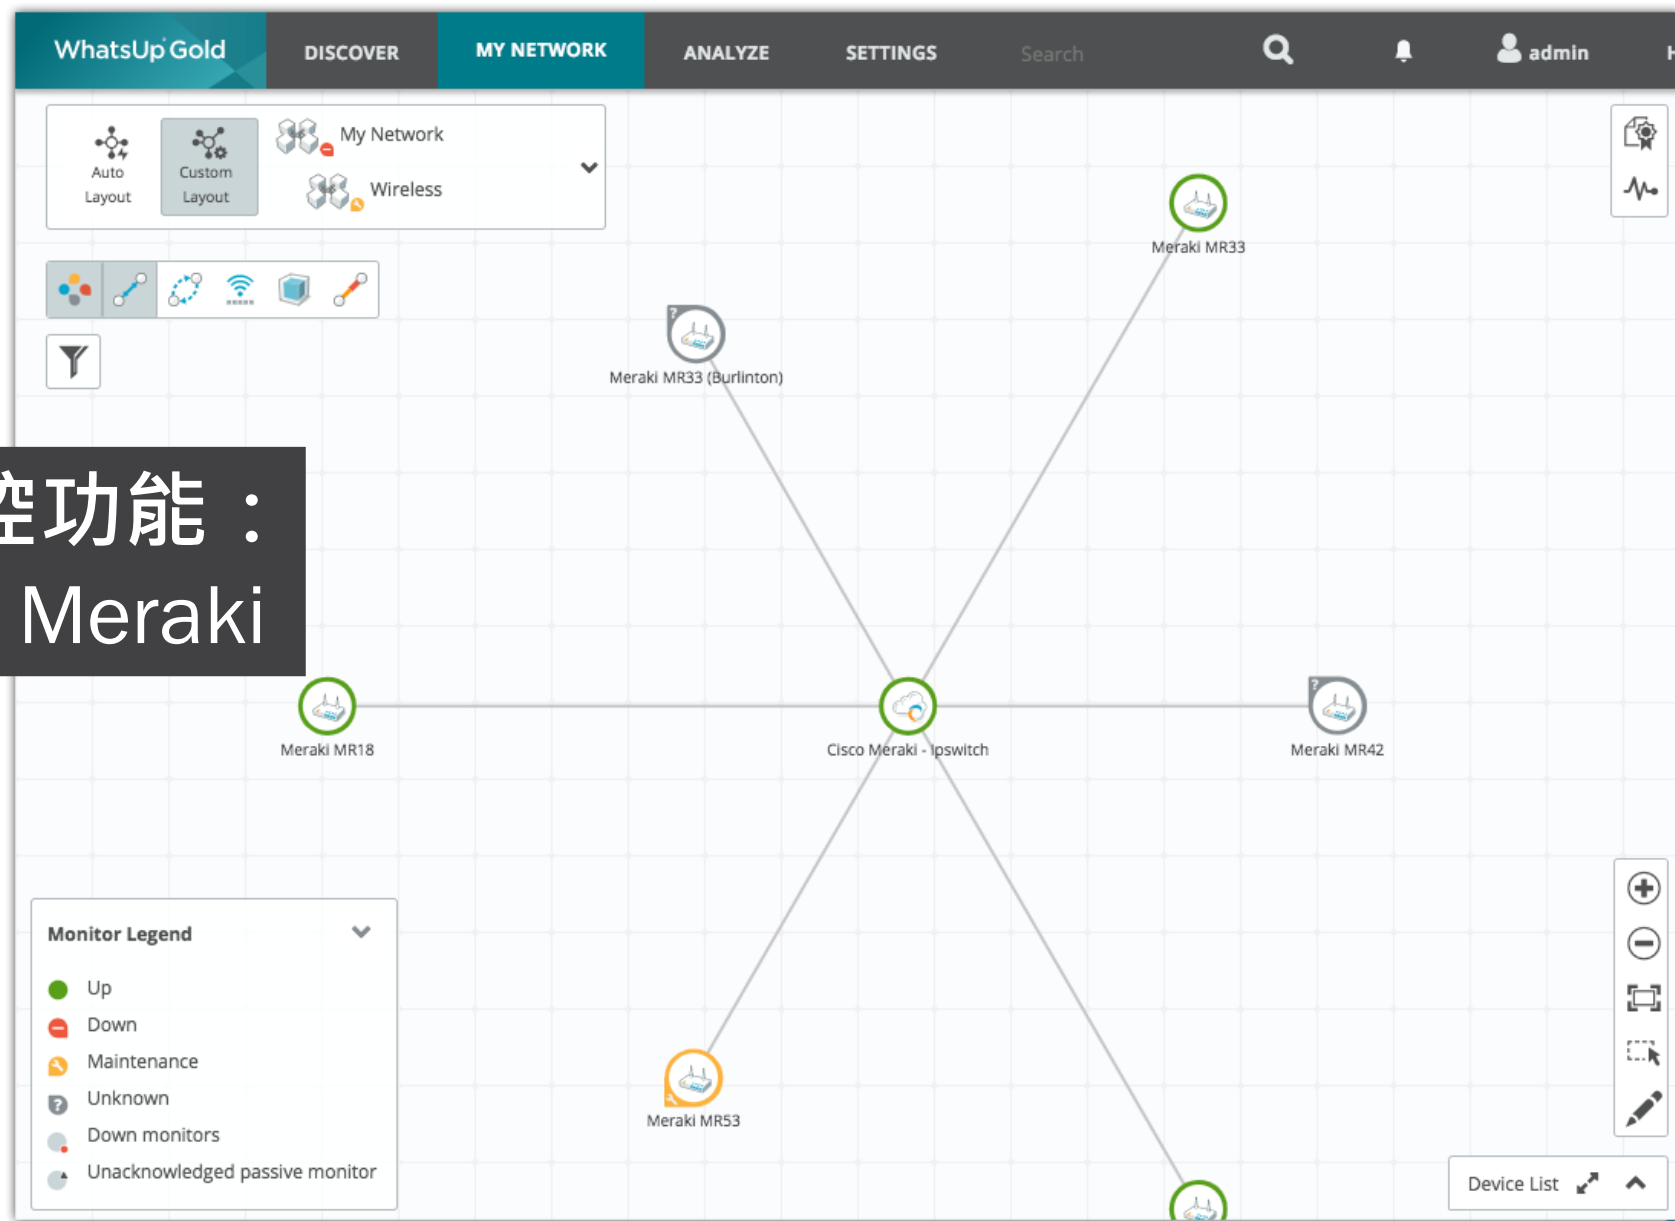 WhatsUp Gold
DISCOVER
MY NETWORK
ANALYZE
SETTINGS
Search
admin
Auto
Layout
Custom
Layout
My Network
Wireless
Meraki MR33
Meraki MR33 (Burlinton)
控功能：
Meraki
Meraki MR18
Cisco Meraki - Ipswitch
Meraki MR42
Monitor Legend
Up
Down
Maintenance
Unknown
Down monitors
Unacknowledged passive monitor
Meraki MR53
Device List